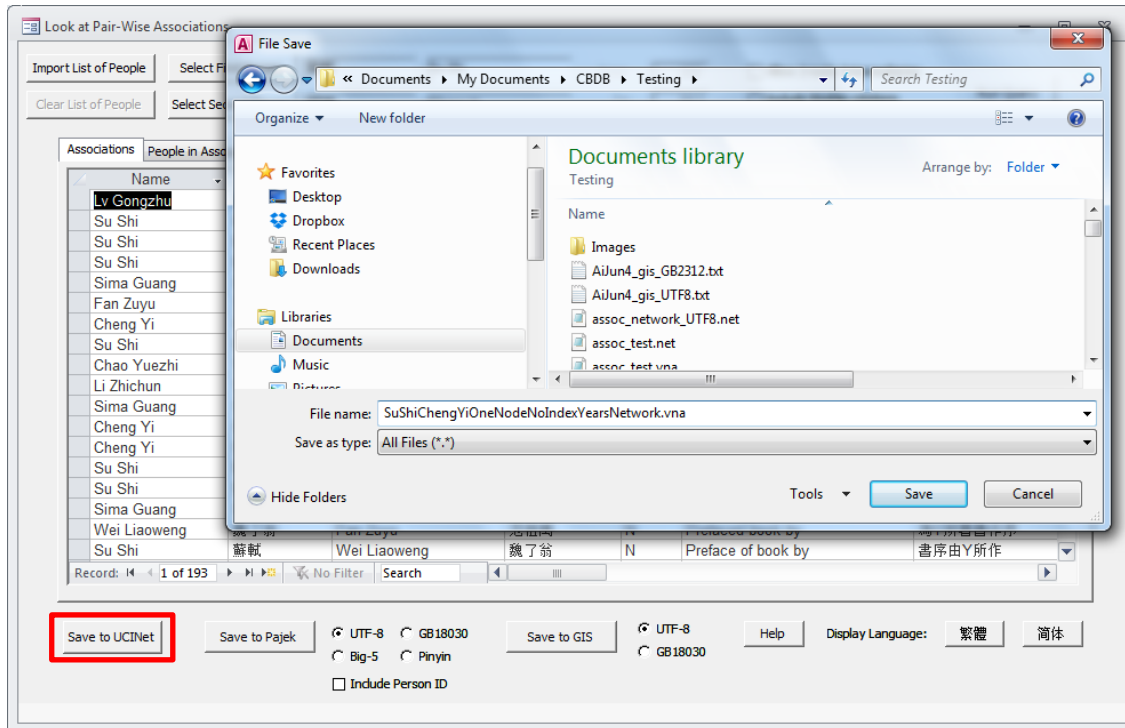 Look at Pair-Wise Associations
File Save
Import List of People
Clear List of People
« Documents ▸ My Documents ▸ CBDB ▸ Testing ▸
Search Testing
Organize
New folder
Favorites
Desktop
Dropbox
Recent Places
Downloads
Libraries
Documents
Music
Pictures
Documents library
Testing
Arrange by: Folder
Name
Images
AiJun4_gis_GB2312.txt
AiJun4_gis_UTF8.txt
assoc_network_UTF8.net
assoc_test.net
assoc_test.vna
File name: SuShiChengYiOneNodeNoIndexYearsNetwork.vna
Save as type: All Files (*.*)
Hide Folders
Tools
Save
Cancel
Associations
Name
Lv Gongzhu
Su Shi
Su Shi
Su Shi
Sima Guang
Fan Zuyu
Cheng Yi
Su Shi
Chao Yuezhi
Li Zhichun
Sima Guang
Cheng Yi
Cheng Yi
Su Shi
Su Shi
Sima Guang
Wei Liaoweng
Su Shi 蘇軾 Wei Liaoweng 魏了翁 N Preface of book by 書序由Y所作
Record: 1 of 193 No Filter Search
Save to UCINet
Save to Pajek
UTF-8 GB18030
Big-5 Pinyin
Include Person ID
Save to GIS
UTF-8
GB18030
Help
Display Language: 繁體 简体